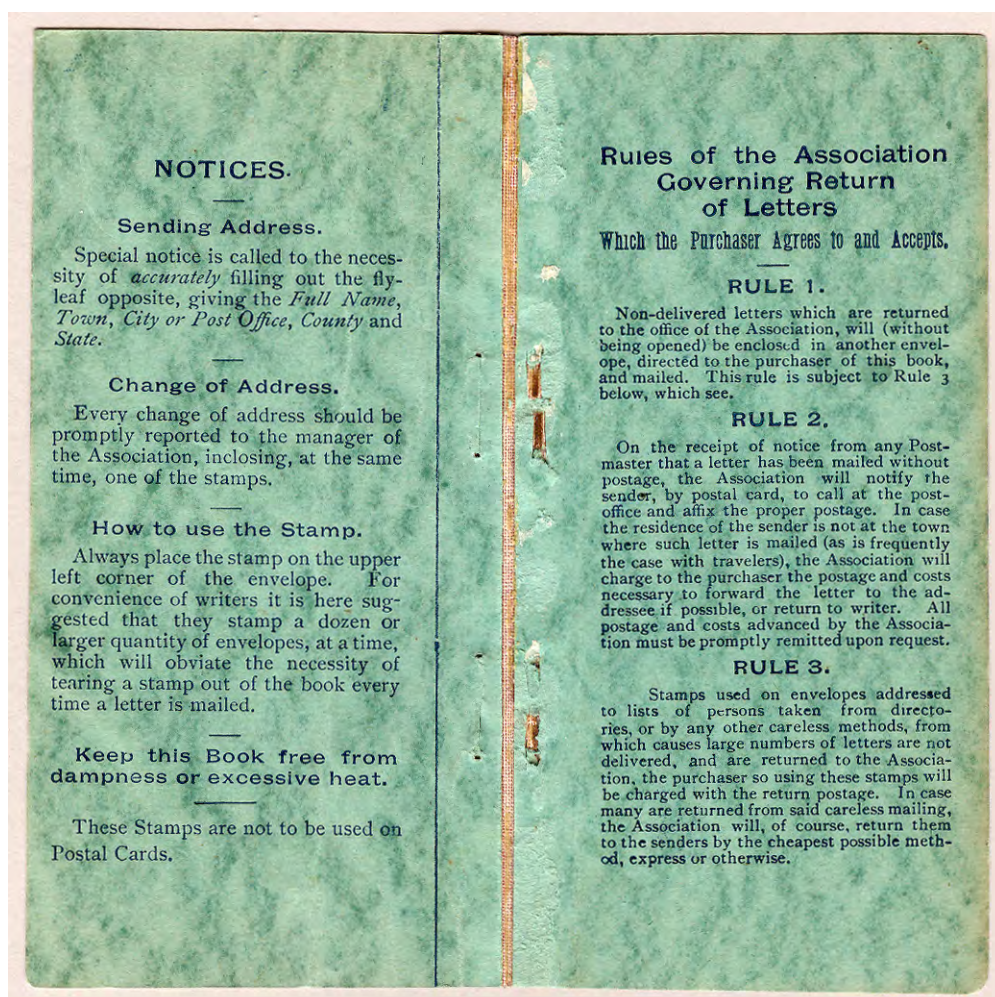 NOTICES.
Sending Address.
Special notice is called to the neces-
sity of accurately filling out the fly-
leaf opposite, giving the Full Name,
Town, City or Post Office, County and
State.
Change of Address.
Every change of address should be
promptly reported to the manager of
the Association, inclosing, at the same
time, one of the stamps.
How to use the Stamp.
Always place the stamp on the upper
left corner of the envelope. For
convenience of writers it is here sug-
gested that they stamp a dozen or
larger quantity of envelopes, at a time,
which will obviate the necessity of
tearing a stamp out of the book every
time a letter is mailed.
Keep this Book free from
dampness or excessive heat.
These Stamps are not to be used on
Postal Cards.
Rules of the Association
Governing Return
of Letters
Which the Purchaser Agrees to and Accepts.
RULE 1.
Non-delivered letters which are returned
to the office of the Association, will (without
being opened) be enclosed in another envel-
ope, directed to the purchaser of this book,
and mailed. This rule is subject to Rule 3
below, which see.
RULE 2.
On the receipt of notice from any Post-
master that a letter has been mailed without
postage, the Association will notify the
sender, by postal card, to call at the post-
office and affix the proper postage. In case
the residence of the sender is not at the town
where such letter is mailed (as is frequently
the case with travelers), the Association will
charge to the purchaser the postage and costs
necessary to forward the letter to the ad-
dressee if possible, or return to writer. All
postage and costs advanced by the Associa-
tion must be promptly remitted upon request.
RULE 3.
Stamps used on envelopes addressed
to lists of persons taken from directo-
ries, or by any other careless methods, from
which causes large numbers of letters are not
delivered, and are returned to the Associa-
tion, the purchaser so using these stamps will
be charged with the return postage. In case
many are returned from said careless mailing,
the Association will, of course, return them
to the senders by the cheapest possible meth-
od, express or otherwise.